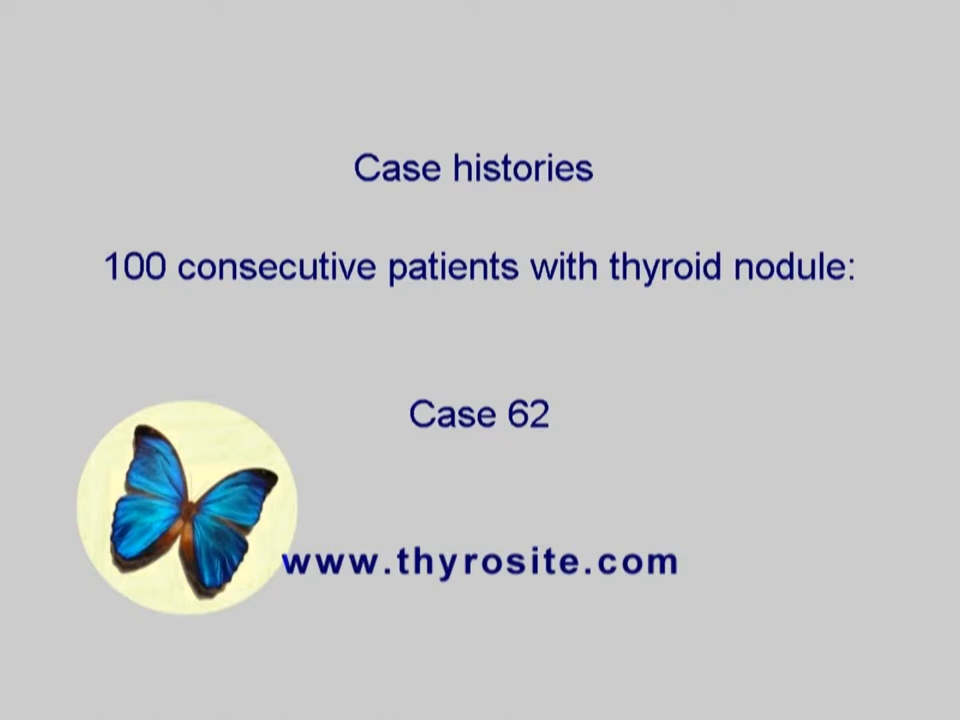 Case histories
100 consecutive patients with thyroid nodule:
Case 62
www.thyrosite.com